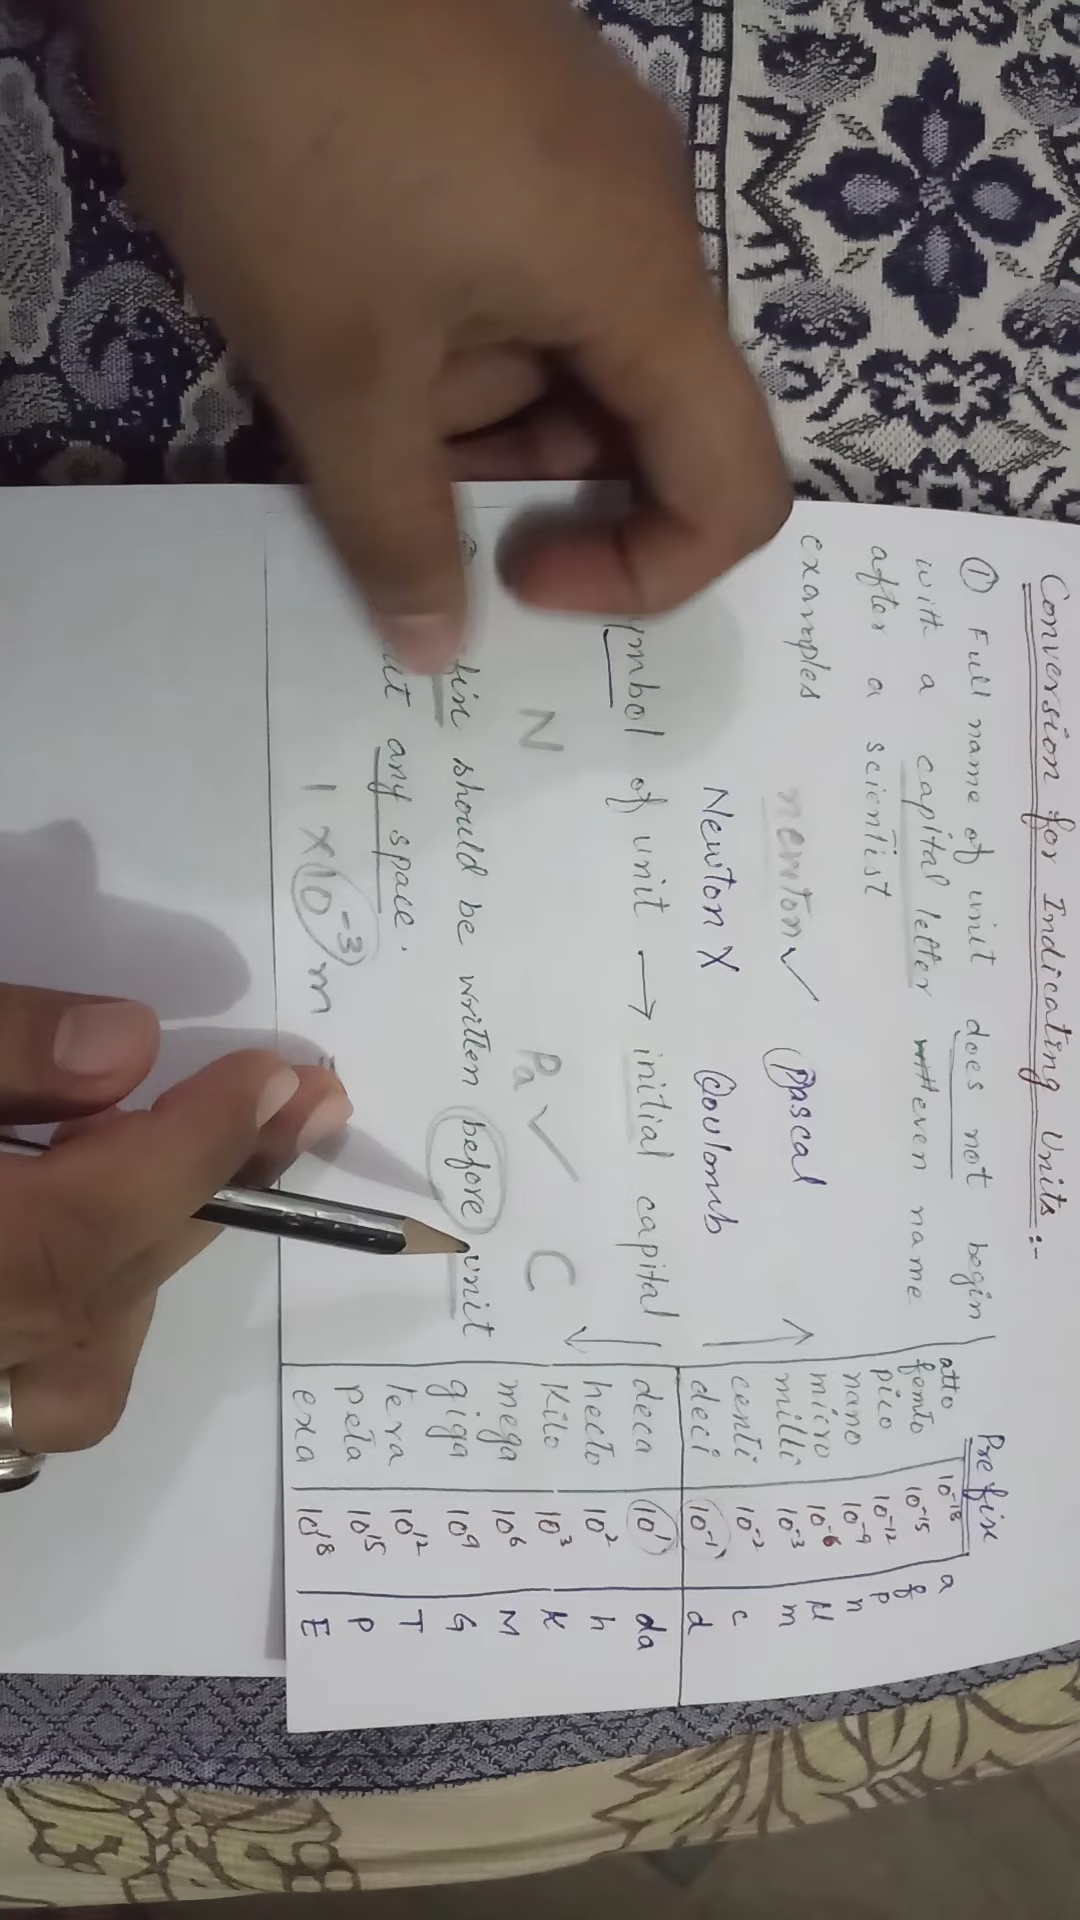 Conversion for Indicating Units :-
① Full name of unit does not begin
with a capital letter even name
after a scientist
examples newton ✓ Pascal
Newton X Coulomb
ymbol of unit → initial capital
N Pa ✓ C
fix should be written before unit
ut any space.
1 x 10⁻³ m
Prefix
atto 10⁻¹⁸ a
femto 10⁻¹⁵ f
pico 10⁻¹² p
nano 10⁻⁹ n
micro 10⁻⁶ μ
milli 10⁻³ m
centi 10⁻² c
deci 10⁻¹ d
deca 10¹ da
hecto 10² h
Kilo 10³ K
mega 10⁶ M
giga 10⁹ G
tera 10¹² T
peta 10¹⁵ P
exa 10¹⁸ E